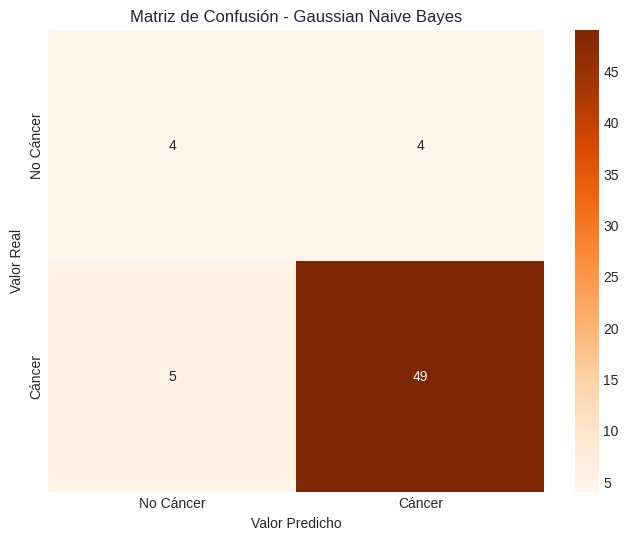 Matriz de Confusión - Gaussian Naive Bayes
No Cáncer
4
4
Cáncer
5
49
Valor Real
No Cáncer
Cáncer
Valor Predicho
45
40
35
30
25
20
15
10
5